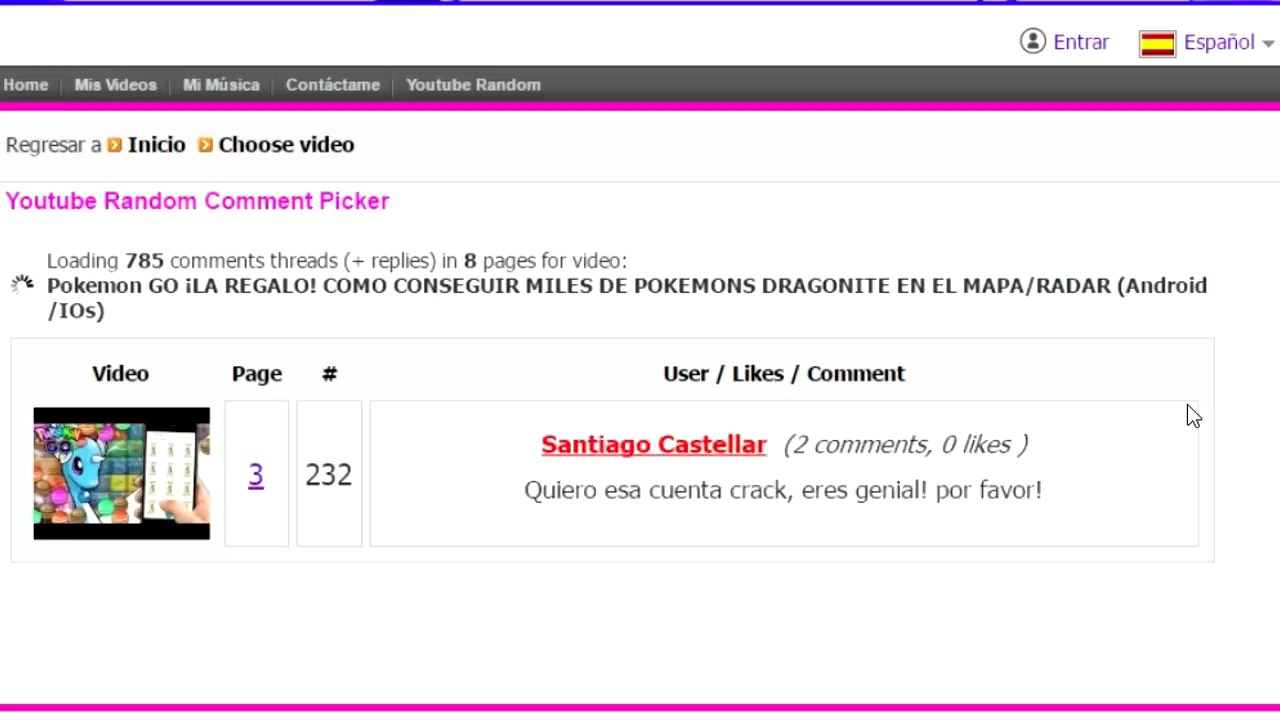 Entrar Español
Home Mis Videos Mi Música Contáctame Youtube Random
Regresar a Inicio Choose video
Youtube Random Comment Picker
Loading 785 comments threads (+ replies) in 8 pages for video:
Pokemon GO ¡LA REGALO! COMO CONSEGUIR MILES DE POKEMONS DRAGONITE EN EL MAPA/RADAR (Android
/IOs)
Video Page # User / Likes / Comment
Santiago Castellar (2 comments, 0 likes )
3 232
Quiero esa cuenta crack, eres genial! por favor!